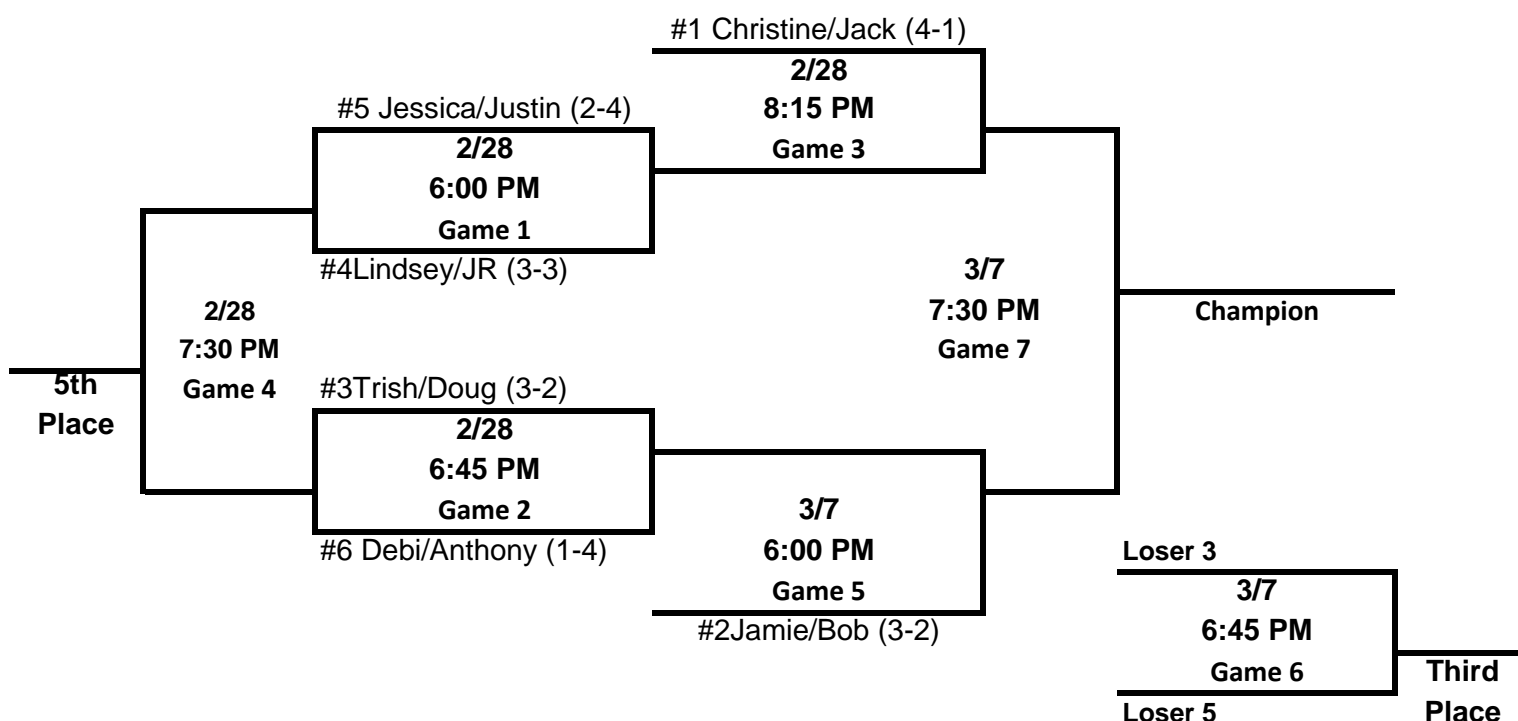 #1 Christine/Jack (4-1)
2/28
8:15 PM
Game 3
#5 Jessica/Justin (2-4)
2/28
6:00 PM
Game 1
#4Lindsey/JR (3-3)
2/28
7:30 PM
Game 4
5th
Place
3/7
7:30 PM
Game 7
Champion
#3Trish/Doug (3-2)
2/28
6:45 PM
Game 2
#6 Debi/Anthony (1-4)
3/7
6:00 PM
Game 5
#2Jamie/Bob (3-2)
Loser 3
3/7
6:45 PM
Game 6
Loser 5
Third
Place